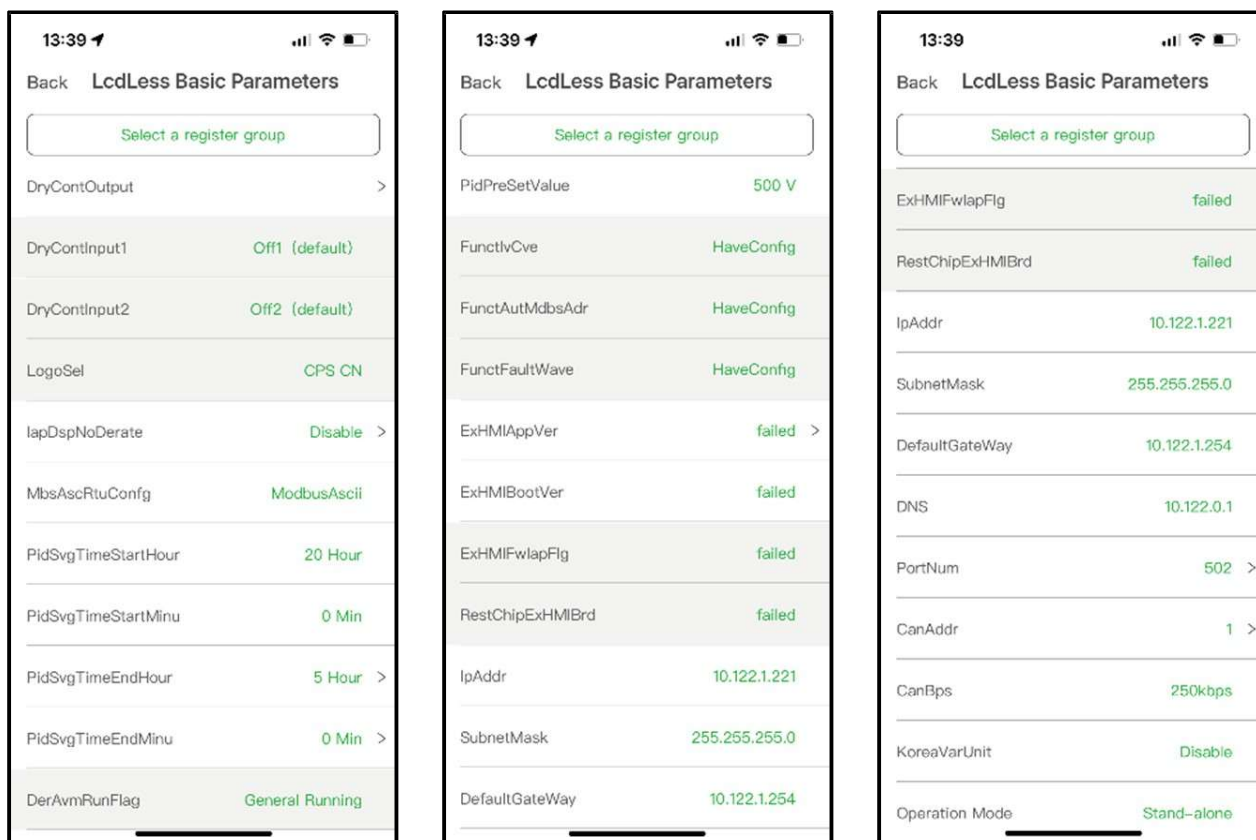 13:39
Back LcdLess Basic Parameters
Select a register group
DryContOutput >
DryContInput1 Off1 (default)
DryContInput2 Off2 (default)
LogoSel CPS CN
IapDspNoDerate Disable >
MbsAscRtuConfg ModbusAscii
PidSvgTimeStartHour 20 Hour
PidSvgTimeStartMinu 0 Min
PidSvgTimeEndHour 5 Hour >
PidSvgTimeEndMinu 0 Min >
DerAvmRunFlag General Running
13:39
Back LcdLess Basic Parameters
Select a register group
PidPreSetValue 500 V
FunctIvCve HaveConfig
FunctAutMdbsAdr HaveConfig
FunctFaultWave HaveConfig
ExHMIAppVer failed >
ExHMIBootVer failed
ExHMIFwIapFlg failed
RestChipExHMIBrd failed
IpAddr 10.122.1.221
SubnetMask 255.255.255.0
DefaultGateWay 10.122.1.254
13:39
Back LcdLess Basic Parameters
Select a register group
ExHMIFwIapFlg failed
RestChipExHMIBrd failed
IpAddr 10.122.1.221
SubnetMask 255.255.255.0
DefaultGateWay 10.122.1.254
DNS 10.122.0.1
PortNum 502 >
CanAddr 1 >
CanBps 250kbps
KoreaVarUnit Disable
Operation Mode Stand-alone